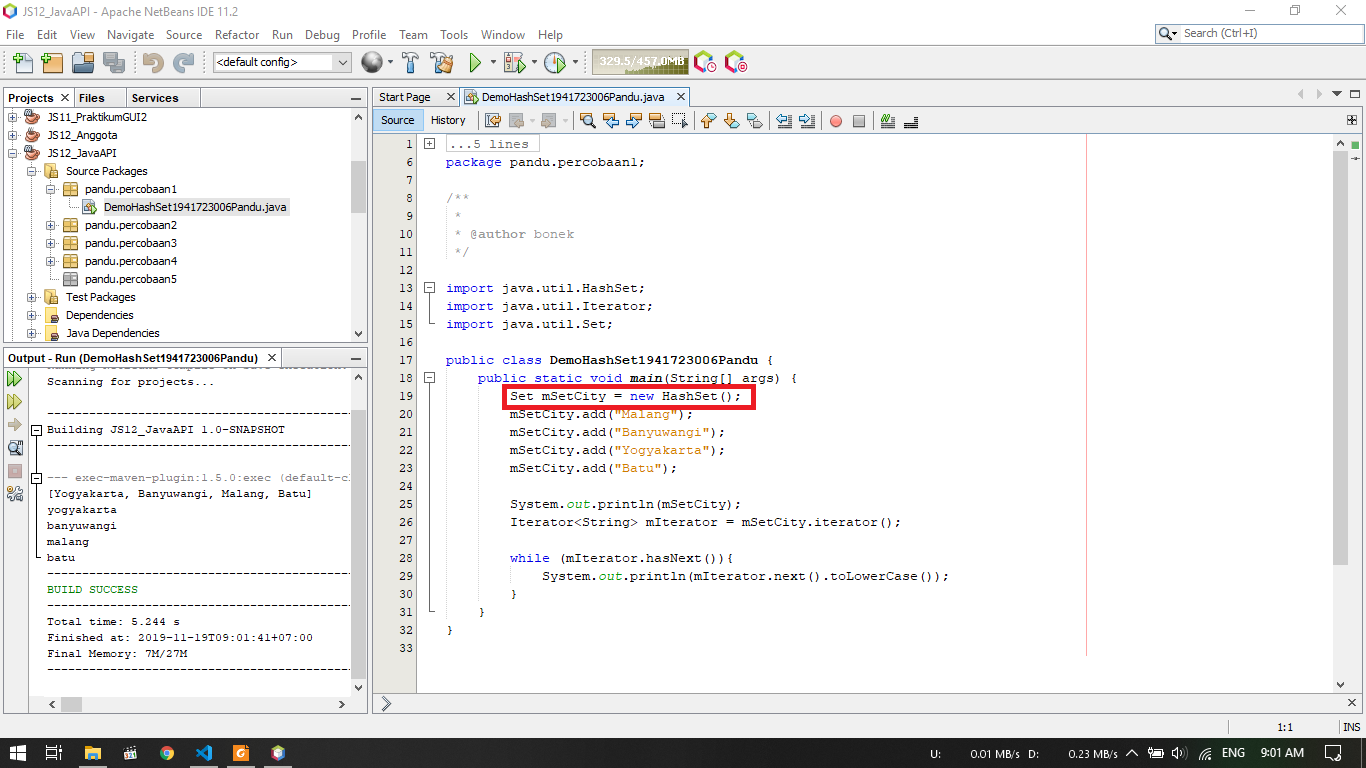 JS12_JavaAPI - Apache NetBeans IDE 11.2
File Edit View Navigate Source Refactor Run Debug Profile Team Tools Window Help
Search (Ctrl+I)
<default config>
329.5/457.0MB
Projects Files Services
JS11_PraktikumGUI2
JS12_Anggota
JS12_JavaAPI
Source Packages
pandu.percobaan1
DemoHashSet1941723006Pandu.java
pandu.percobaan2
pandu.percobaan3
pandu.percobaan4
pandu.percobaan5
Test Packages
Dependencies
Java Dependencies
Output - Run (DemoHashSet1941723006Pandu)
Scanning for projects...
------------------------------------------------
Building JS12_JavaAPI 1.0-SNAPSHOT
------------------------------------------------
--- exec-maven-plugin:1.5.0:exec (default-c
[Yogyakarta, Banyuwangi, Malang, Batu]
yogyakarta
banyuwangi
malang
batu
------------------------------------------------
BUILD SUCCESS
------------------------------------------------
Total time: 5.244 s
Finished at: 2019-11-19T09:01:41+07:00
Final Memory: 7M/27M
------------------------------------------------
Start Page DemoHashSet1941723006Pandu.java
Source History
1 ...5 lines
6 package pandu.percobaan1;
7
8 /**
9 *
10 * @author bonek
11 */
12
13 import java.util.HashSet;
14 import java.util.Iterator;
15 import java.util.Set;
16
17 public class DemoHashSet1941723006Pandu {
18 public static void main(String[] args) {
19 Set mSetCity = new HashSet();
20 mSetCity.add("Malang");
21 mSetCity.add("Banyuwangi");
22 mSetCity.add("Yogyakarta");
23 mSetCity.add("Batu");
24
25 System.out.println(mSetCity);
26 Iterator<String> mIterator = mSetCity.iterator();
27
28 while (mIterator.hasNext()){
29 System.out.println(mIterator.next().toLowerCase());
30 }
31 }
32 }
33
1:1 INS
U: 0.01 MB/s D: 0.23 MB/s ENG 9:01 AM